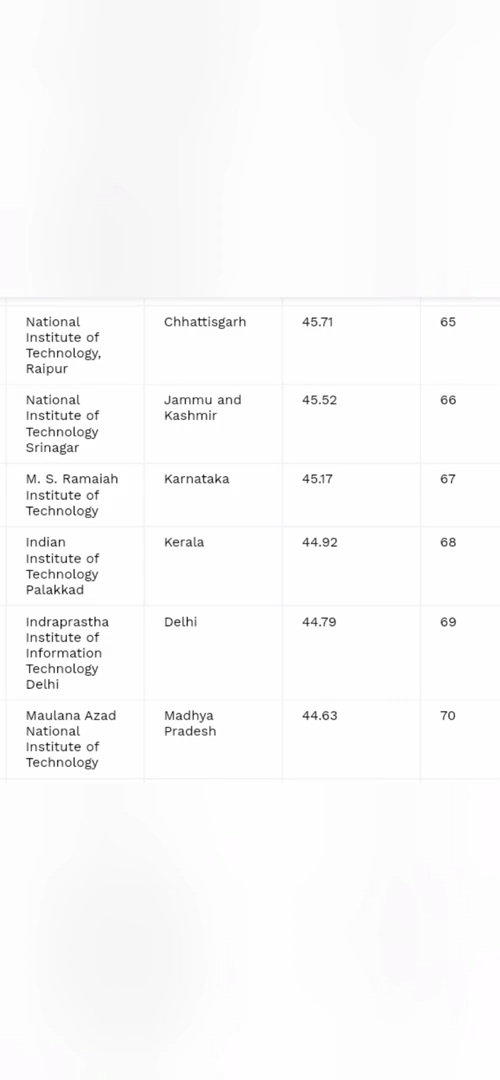 National Institute of Technology, Raipur Chhattisgarh 45.71 65
National Institute of Technology Srinagar Jammu and Kashmir 45.52 66
M. S. Ramaiah Institute of Technology Karnataka 45.17 67
Indian Institute of Technology Palakkad Kerala 44.92 68
Indraprastha Institute of Information Technology Delhi Delhi 44.79 69
Maulana Azad National Institute of Technology Madhya Pradesh 44.63 70